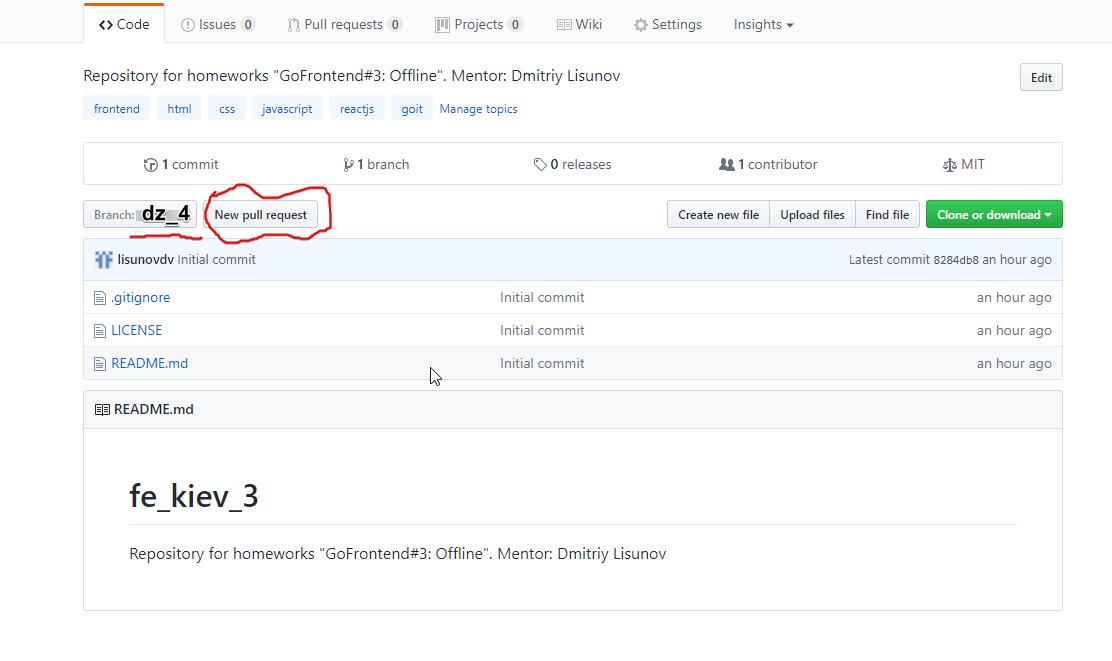 Code Issues 0 Pull requests 0 Projects 0 Wiki Settings Insights
Repository for homeworks "GoFrontend#3: Offline". Mentor: Dmitriy Lisunov Edit
frontend html css javascript reactjs goit Manage topics
1 commit 1 branch 0 releases 1 contributor MIT
Branch: dz_4 New pull request Create new file Upload files Find file Clone or download
lisunovdv Initial commit Latest commit 8284db8 an hour ago
.gitignore Initial commit an hour ago
LICENSE Initial commit an hour ago
README.md Initial commit an hour ago
README.md
fe_kiev_3
Repository for homeworks "GoFrontend#3: Offline". Mentor: Dmitriy Lisunov